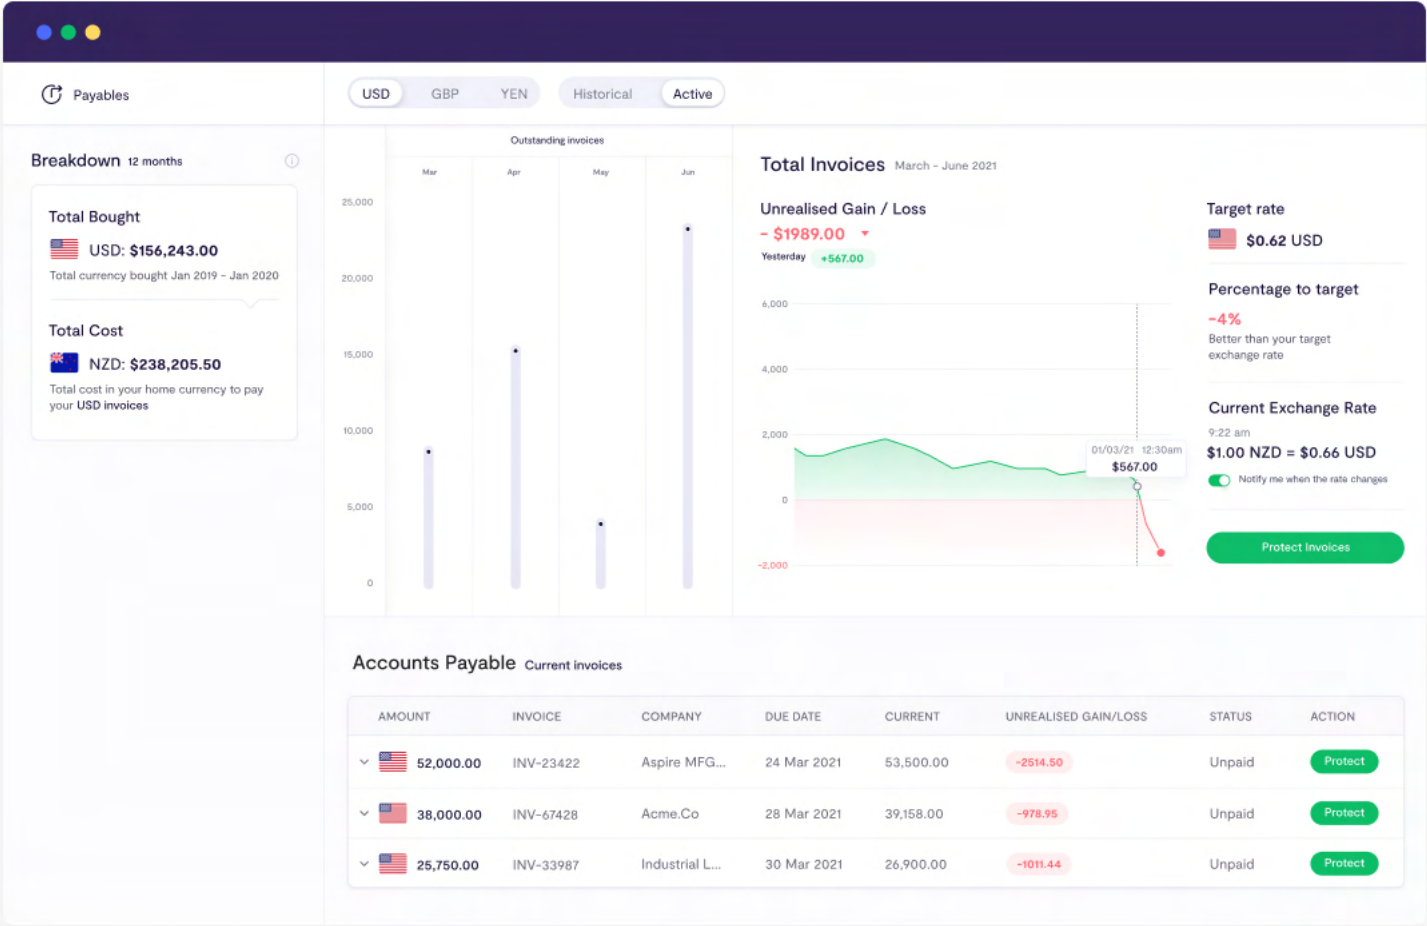 Payables
USD GBP YEN
Historical Active
Breakdown 12 months
Total Bought
USD: $156,243.00
Total currency bought Jan 2019 - Jan 2020
Total Cost
NZD: $238,205.50
Total cost in your home currency to pay
your USD invoices
Outstanding invoices
Mar Apr May Jun
25,000
20,000
15,000
10,000
5,000
0
Total Invoices March - June 2021
Unrealised Gain / Loss
- $1989.00
Yesterday +567.00
6,000
4,000
2,000
0
-2,000
01/03/21 12:30am
$567.00
Target rate
$0.62 USD
Percentage to target
-4%
Better than your target
exchange rate
Current Exchange Rate
9:22 am
$1.00 NZD = $0.66 USD
Notify me when the rate changes
Protect Invoices
Accounts Payable Current invoices
AMOUNT INVOICE COMPANY DUE DATE CURRENT UNREALISED GAIN/LOSS STATUS ACTION
52,000.00 INV-23422 Aspire MFG... 24 Mar 2021 53,500.00 -2514.50 Unpaid Protect
38,000.00 INV-67428 Acme.Co 28 Mar 2021 39,158.00 -978.95 Unpaid Protect
25,750.00 INV-33987 Industrial L... 30 Mar 2021 26,900.00 -1011.44 Unpaid Protect